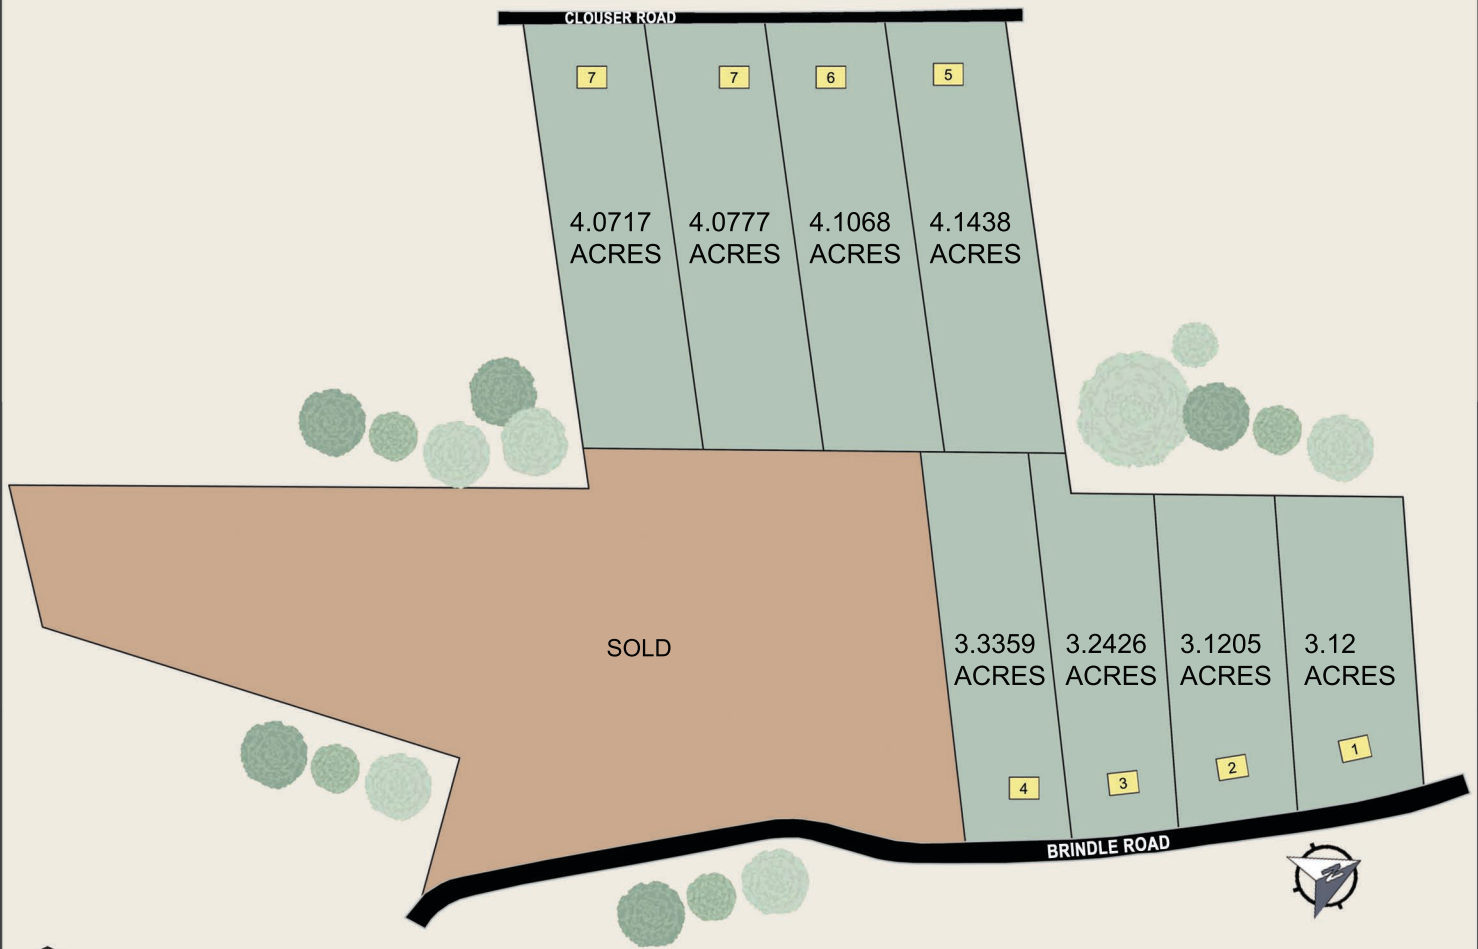 CLOUSER ROAD
7
7
6
5
4.0717
ACRES
4.0777
ACRES
4.1068
ACRES
4.1438
ACRES
SOLD
3.3359
ACRES
3.2426
ACRES
3.1205
ACRES
3.12
ACRES
4
3
2
1
BRINDLE ROAD
N